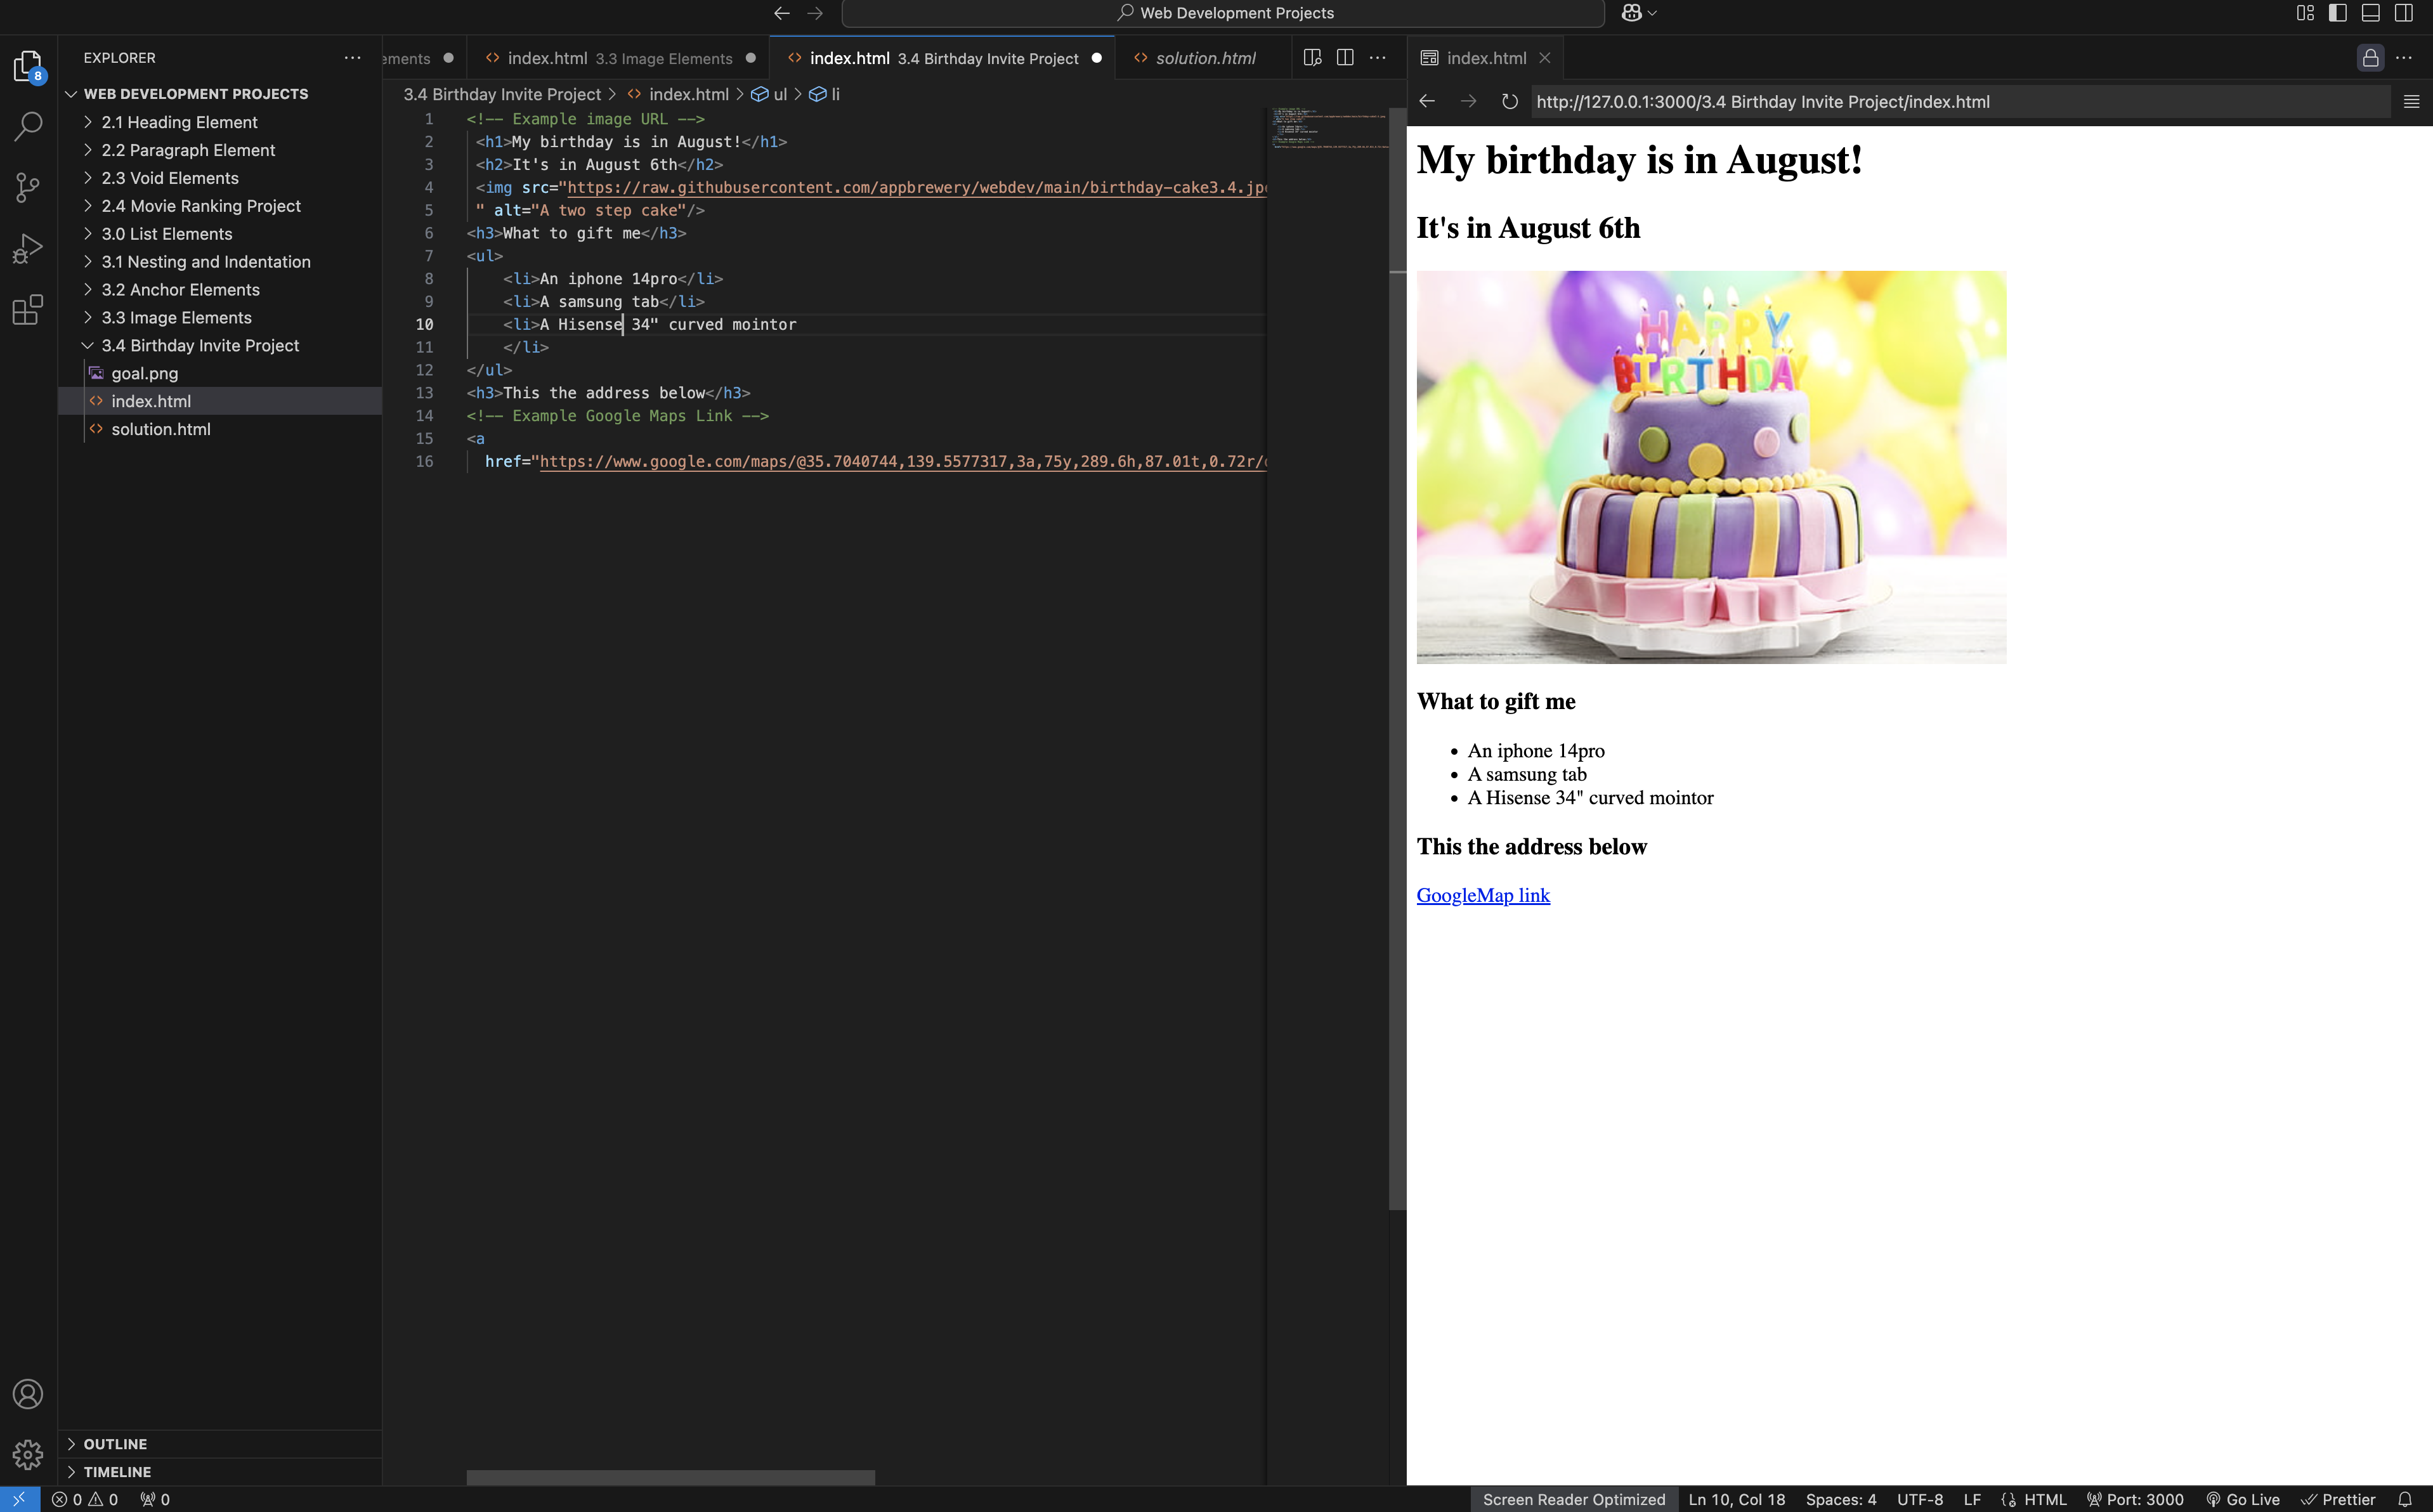 Web Development Projects
EXPLORER
WEB DEVELOPMENT PROJECTS
2.1 Heading Element
2.2 Paragraph Element
2.3 Void Elements
2.4 Movie Ranking Project
3.0 List Elements
3.1 Nesting and Indentation
3.2 Anchor Elements
3.3 Image Elements
3.4 Birthday Invite Project
goal.png
index.html
solution.html
OUTLINE
TIMELINE
8
ements
index.html 3.3 Image Elements
index.html 3.4 Birthday Invite Project
solution.html
3.4 Birthday Invite Project > index.html > ul > li
1 <!-- Example image URL -->
2 <h1>My birthday is in August!</h1>
3 <h2>It's in August 6th</h2>
4 <img src="https://raw.githubusercontent.com/appbrewery/webdev/main/birthday-cake3.4.jp
5 " alt="A two step cake"/>
6 <h3>What to gift me</h3>
7 <ul>
8 <li>An iphone 14pro</li>
9 <li>A samsung tab</li>
10 <li>A Hisense 34" curved mointor
11 </li>
12 </ul>
13 <h3>This the address below</h3>
14 <!-- Example Google Maps Link -->
15 <a
16 href="https://www.google.com/maps/@35.7040744,139.5577317,3a,75y,289.6h,87.01t,0.72r/
index.html
http://127.0.0.1:3000/3.4 Birthday Invite Project/index.html
My birthday is in August!
It's in August 6th
HAPPY
BIRTHDAY
What to gift me
• An iphone 14pro
• A samsung tab
• A Hisense 34" curved mointor
This the address below
GoogleMap link
0 0 0
Screen Reader Optimized Ln 10, Col 18 Spaces: 4 UTF-8 LF HTML Port: 3000 Go Live Prettier